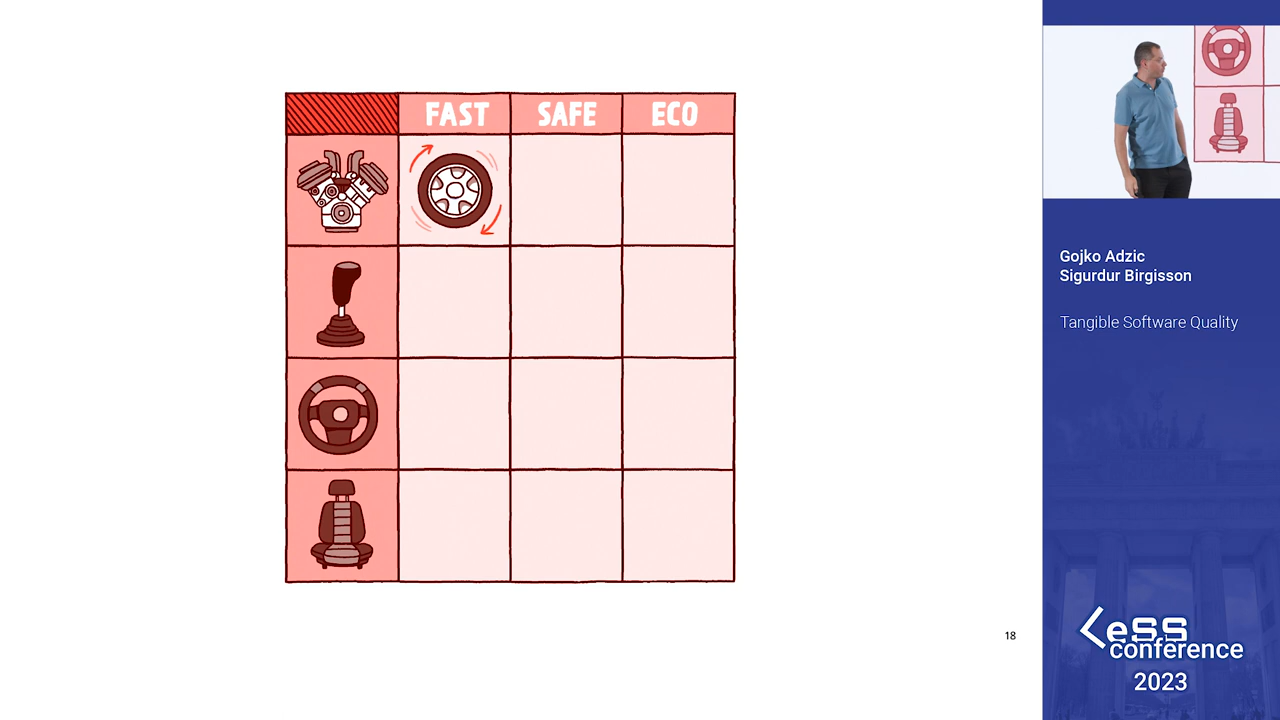 FAST SAFE ECO
18
Gojko Adzic
Sigurdur Birgisson
Tangible Software Quality
LeSS
conference
2023